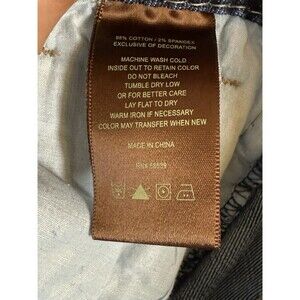 98% COTTON / 2% SPANDEX
EXCLUSIVE OF DECORATION
MACHINE WASH COLD
INSIDE OUT TO RETAIN COLOR
DO NOT BLEACH
TUMBLE DRY LOW
OR FOR BETTER CARE
LAY FLAT TO DRY
WARM IRON IF NECESSARY
COLOR MAY TRANSFER WHEN NEW
MADE IN CHINA